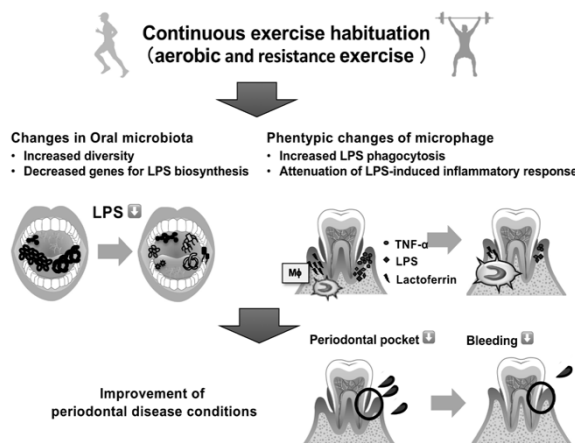 Continuous exercise habituation
(aerobic and resistance exercise )
Changes in Oral microbiota
• Increased diversity
• Decreased genes for LPS biosynthesis
Phentypic changes of microphage
• Increased LPS phagocytosis
• Attenuation of LPS-induced inflammatory response
LPS
TNF-α
LPS
Lactoferrin
Mϕ
Periodontal pocket
Bleeding
Improvement of
periodontal disease conditions